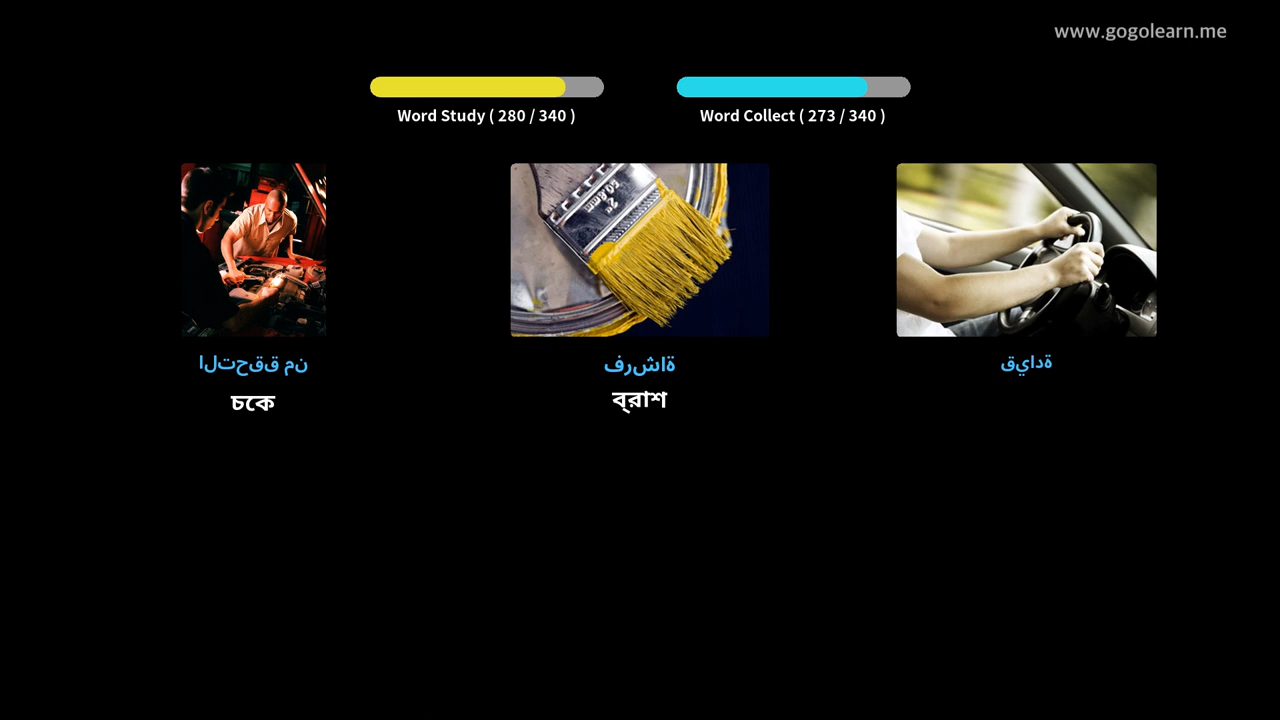 www.gogolearn.me
Word Study ( 280 / 340 )
Word Collect ( 273 / 340 )
التحقق من
فرشاة
قيادة
চকে
ব্‌রাশ